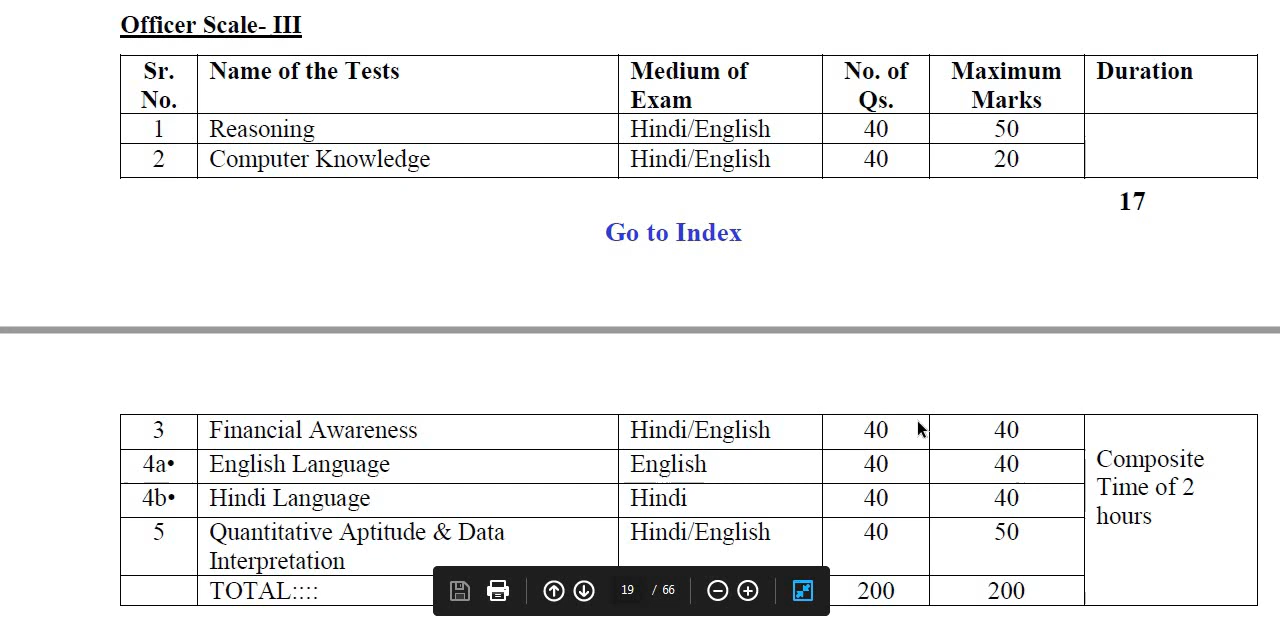 Officer Scale- III
Sr. No. Name of the Tests Medium of Exam No. of Qs. Maximum Marks Duration
1 Reasoning Hindi/English 40 50
2 Computer Knowledge Hindi/English 40 20
17
Go to Index
3 Financial Awareness Hindi/English 40 40 Composite Time of 2 hours
4a• English Language English 40 40
4b• Hindi Language Hindi 40 40
5 Quantitative Aptitude & Data Interpretation Hindi/English 40 50
TOTAL:::: 200 200
19 / 66